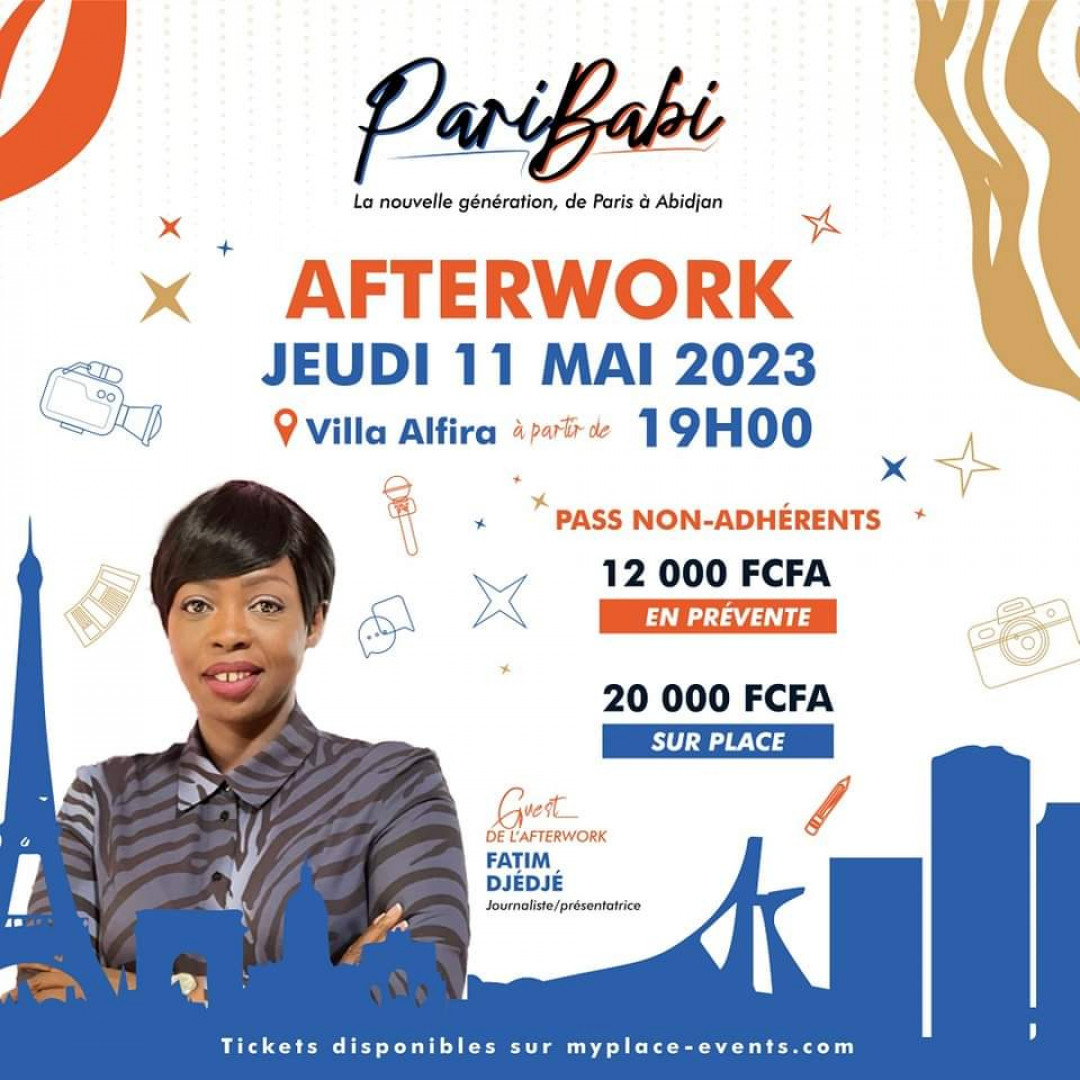 PariBabi
La nouvelle génération, de Paris à Abidjan
AFTERWORK
JEUDI 11 MAI 2023
Villa Alfira à partir de 19H00
PASS NON-ADHÉRENTS
12 000 FCFA
EN PRÉVENTE
20 000 FCFA
SUR PLACE
Guest
DE L'AFTERWORK
FATIM
DJÉDJÉ
Journaliste/présentatrice
Tickets disponibles sur myplace-events.com